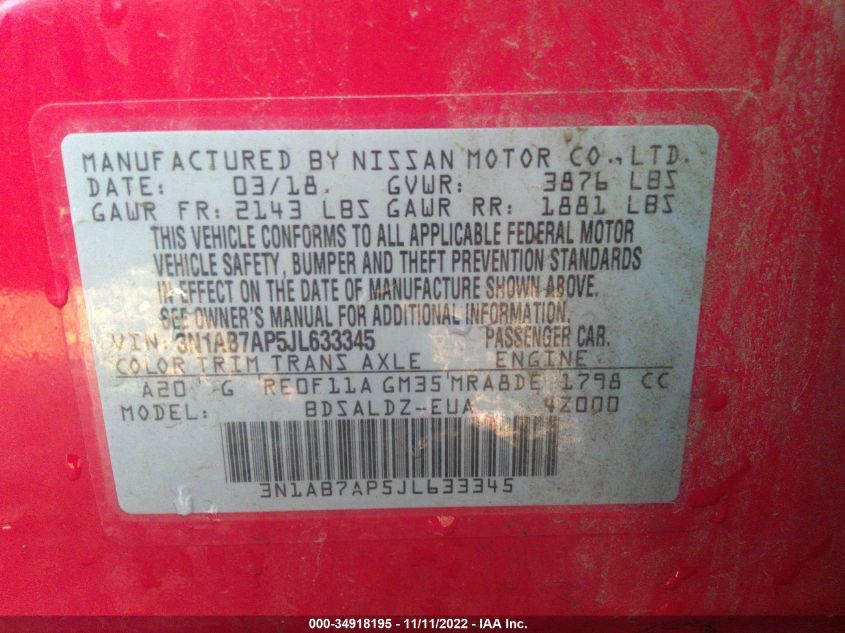 MANUFACTURED BY NISSAN MOTOR CO., LTD.
DATE: 03/18 GVWR: 3876 LBS
GAWR FR: 2143 LBS GAWR RR: 1881 LBS
THIS VEHICLE CONFORMS TO ALL APPLICABLE FEDERAL MOTOR
VEHICLE SAFETY, BUMPER AND THEFT PREVENTION STANDARDS
IN EFFECT ON THE DATE OF MANUFACTURE SHOWN ABOVE.
SEE OWNER'S MANUAL FOR ADDITIONAL INFORMATION.
VIN: 3N1AB7AP5JL633345 PASSENGER CAR.
COLOR TRIM TRANS AXLE ENGINE
A20 G RE0F11A GM35 MRA8DE 1798 CC
MODEL: BDSALDZ-EUA 4Z000
3N1AB7AP5JL633345
000-34918195 - 11/11/2022 - IAA Inc.